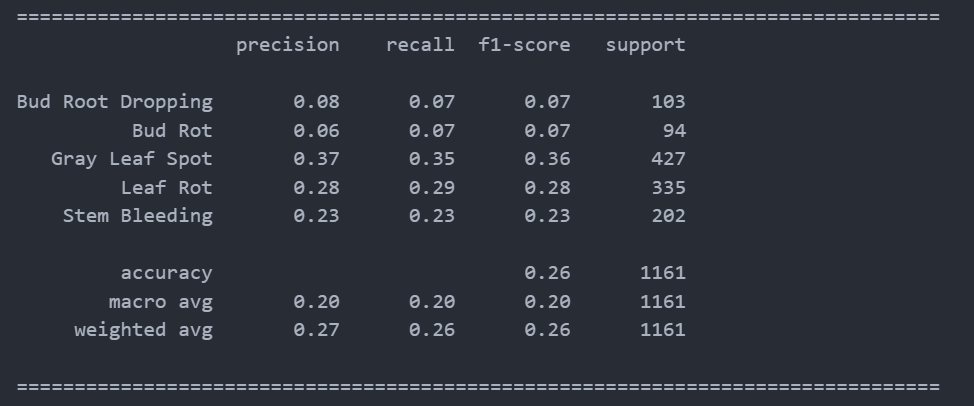 ================================================================================
precision recall f1-score support
Bud Root Dropping 0.08 0.07 0.07 103
Bud Rot 0.06 0.07 0.07 94
Gray Leaf Spot 0.37 0.35 0.36 427
Leaf Rot 0.28 0.29 0.28 335
Stem Bleeding 0.23 0.23 0.23 202
accuracy 0.26 1161
macro avg 0.20 0.20 0.20 1161
weighted avg 0.27 0.26 0.26 1161
================================================================================